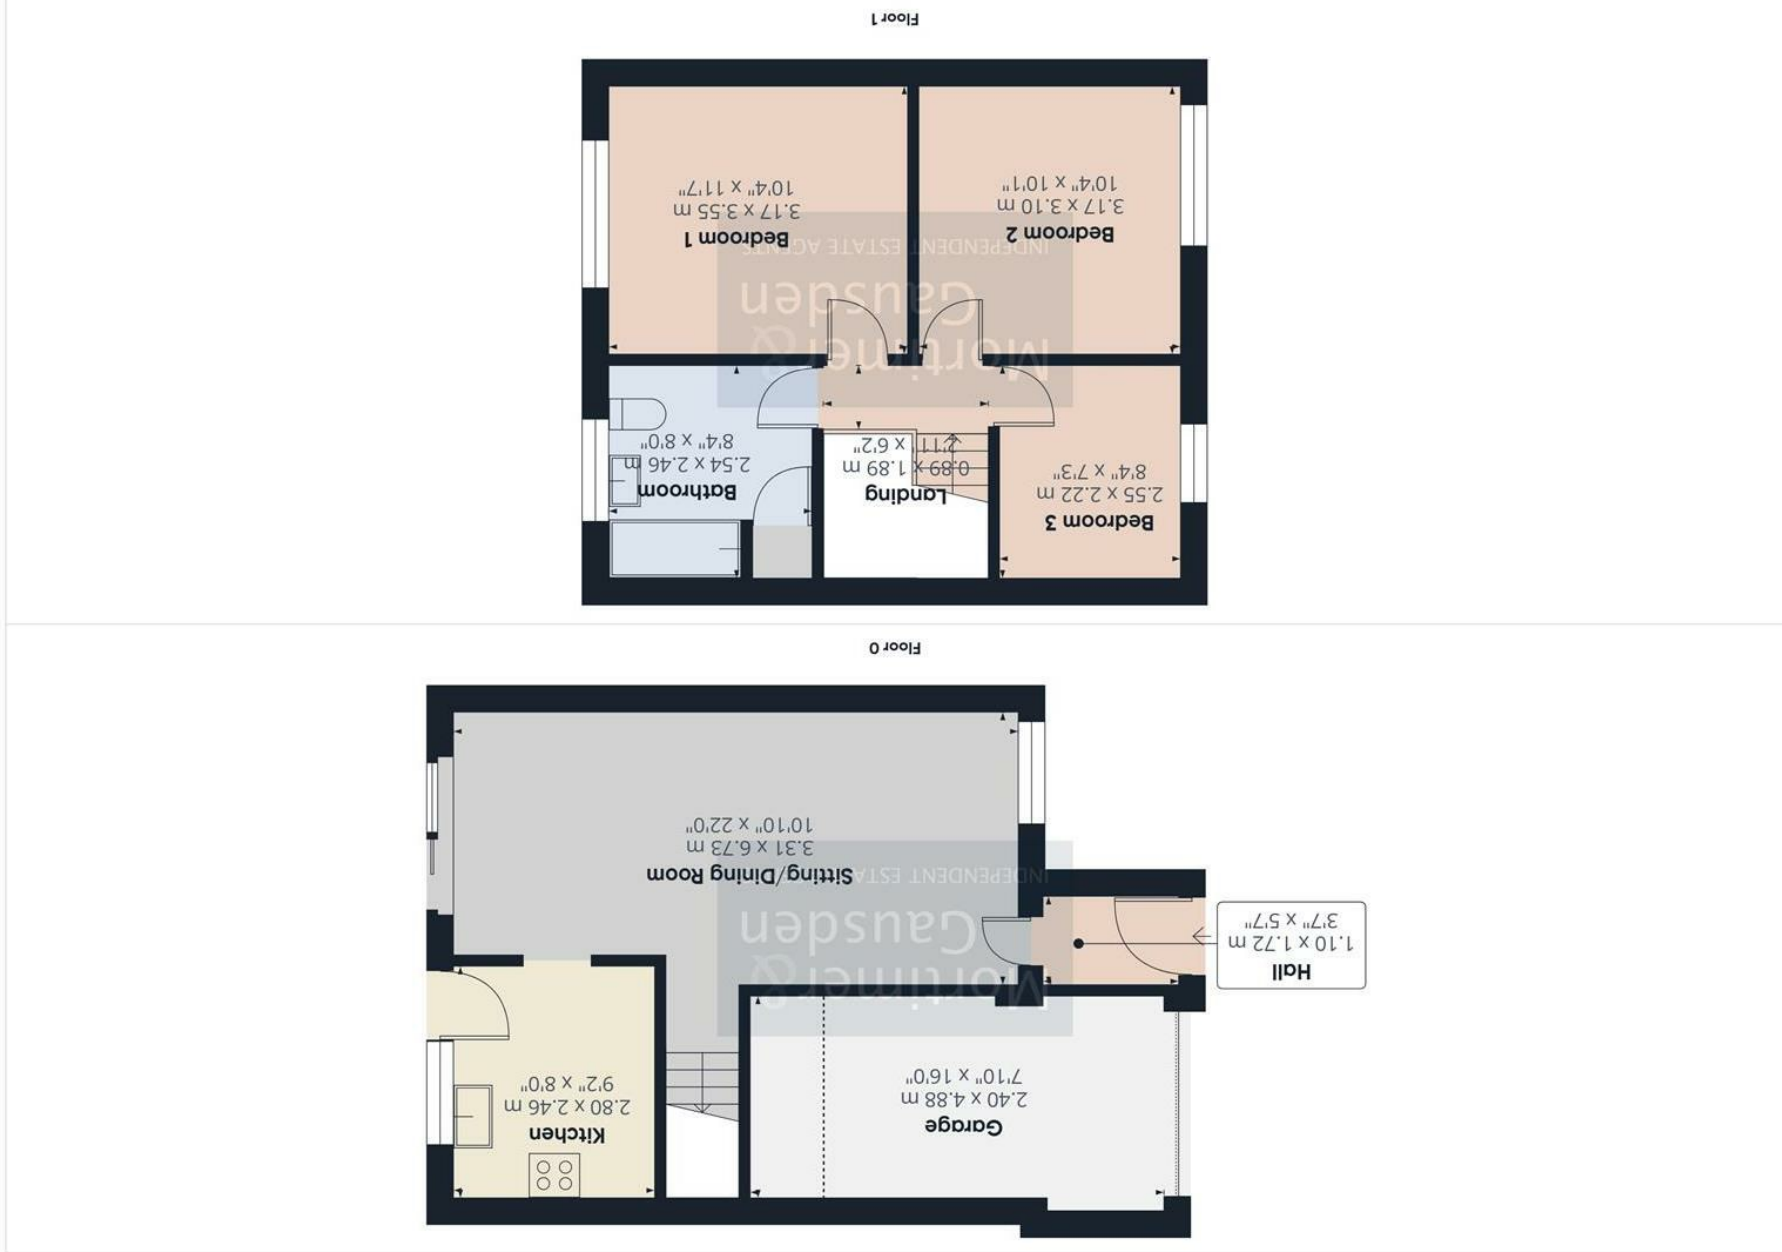 Hall
1.10 x 1.72 m
3'7" x 5'7"
Garage
2.40 x 4.88 m
7'10" x 16'0"
Kitchen
2.80 x 2.46 m
9'2" x 8'0"
Mortimer&
Gausden
INDEPENDENT ESTATE
Sitting/Dining Room
3.31 x 6.73 m
10'10" x 22'0"
Floor 0
Bedroom 3
2.55 x 2.22 m
8'4" x 7'3"
Landing
0.89 x 1.89 m
2'11" x 6'2"
Bathroom
2.54 x 2.46 m
8'4" x 8'0"
Mortimer&
Gausden
INDEPENDENT ESTATE AGENTS
Bedroom 2
3.17 x 3.10 m
10'4" x 10'1"
Bedroom 1
3.17 x 3.55 m
10'4" x 11'7"
Floor 1